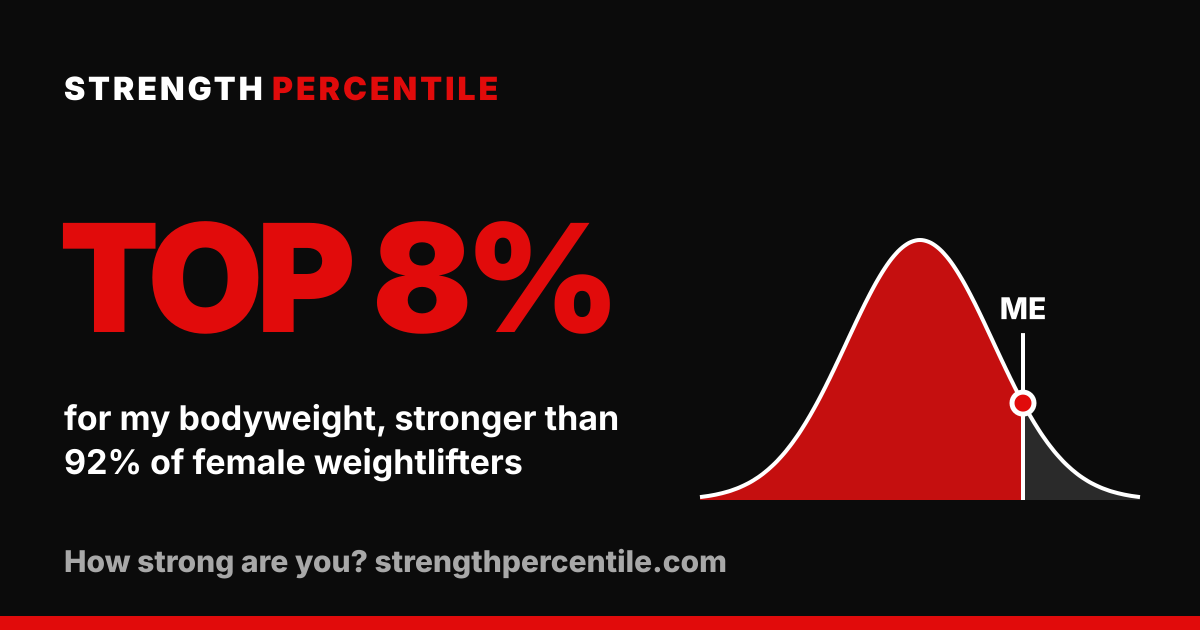 STRENGTH PERCENTILE
TOP 8%
ME
for my bodyweight, stronger than
92% of female weightlifters
How strong are you? strengthpercentile.com